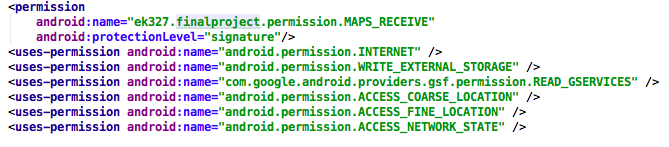 <permission
android:name="ek327.finalproject.permission.MAPS_RECEIVE"
android:protectionLevel="signature"/>
<uses-permission android:name="android.permission.INTERNET" />
<uses-permission android:name="android.permission.WRITE_EXTERNAL_STORAGE" />
<uses-permission android:name="com.google.android.providers.gsf.permission.READ_GSERVICES" />
<uses-permission android:name="android.permission.ACCESS_COARSE_LOCATION" />
<uses-permission android:name="android.permission.ACCESS_FINE_LOCATION" />
<uses-permission android:name="android.permission.ACCESS_NETWORK_STATE" />